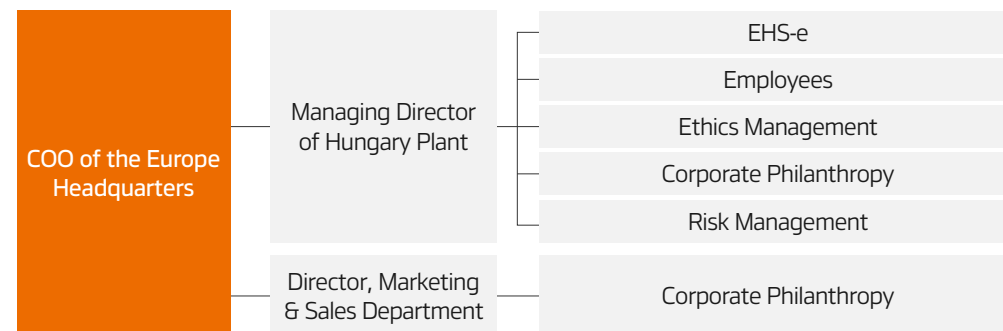 COO of the Europe
Headquarters
Managing Director
of Hungary Plant
EHS-e
Employees
Ethics Management
Corporate Philanthropy
Risk Management
Director, Marketing
& Sales Department
Corporate Philanthropy